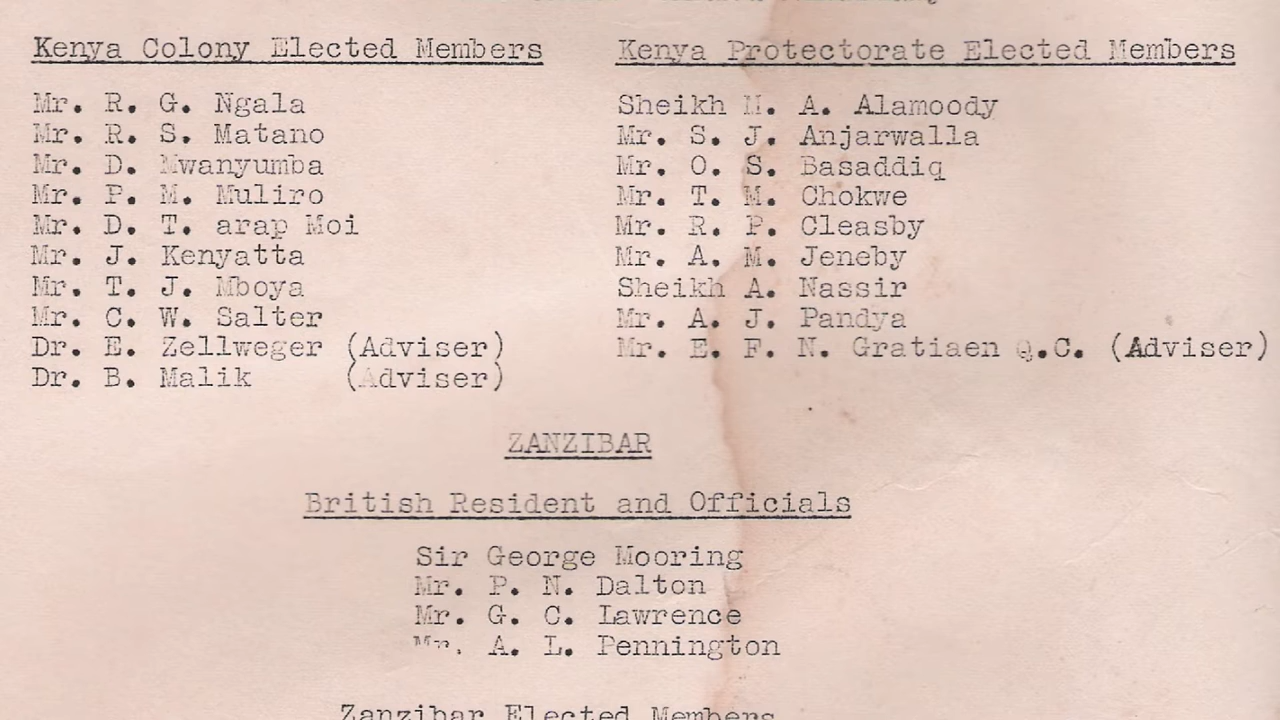 Kenya Colony Elected Members
Mr. R. G. Ngala
Mr. R. S. Matano
Mr. D. Mwanyumba
Mr. P. M. Muliro
Mr. D. T. arap Moi
Mr. J. Kenyatta
Mr. T. J. Mboya
Mr. C. W. Salter
Dr. E. Zellweger (Adviser)
Dr. B. Malik (Adviser)
Kenya Protectorate Elected Members
Sheikh M. A. Alamoody
Mr. S. J. Anjarwalla
Mr. O. S. Basaddiq
Mr. T. M. Chokwe
Mr. R. P. Cleasby
Mr. A. M. Jeneby
Sheikh A. Nassir
Mr. A. J. Pandya
Mr. E. F. N. Gratiaen Q.C. (Adviser)
ZANZIBAR
British Resident and Officials
Sir George Mooring
Mr. P. N. Dalton
Mr. G. C. Lawrence
Mr. A. L. Pennington
Zanzibar Elected Members